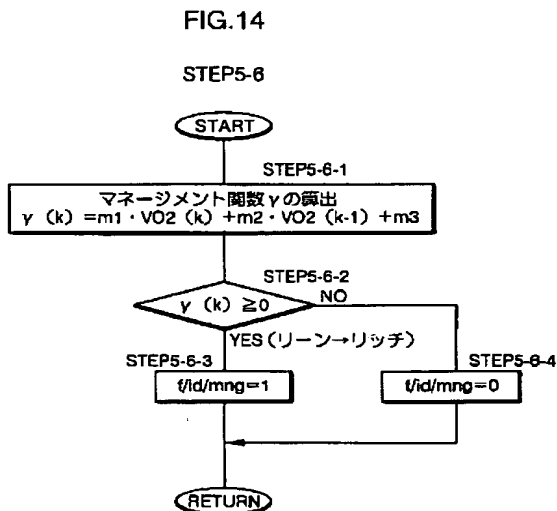 FIG.14
STEP5-6
START
STEP5-6-1
マネージメント関数γの算出
γ (k) =m1・VO2 (k) +m2・VO2 (k-1) +m3
STEP5-6-2
γ (k) ≧0
NO
YES(リーン→リッチ)
STEP5-6-3
STEP5-6-4
f/id/mng=1
f/id/mng=0
RETURN